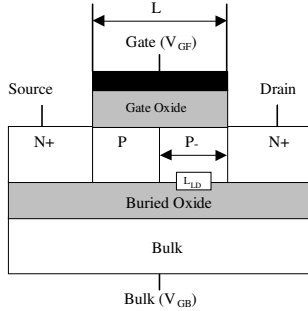 L
Gate (V_GF)
Source
Drain
Gate Oxide
N+ P P- N+
L_LD
Buried Oxide
Bulk
Bulk (V_GB)